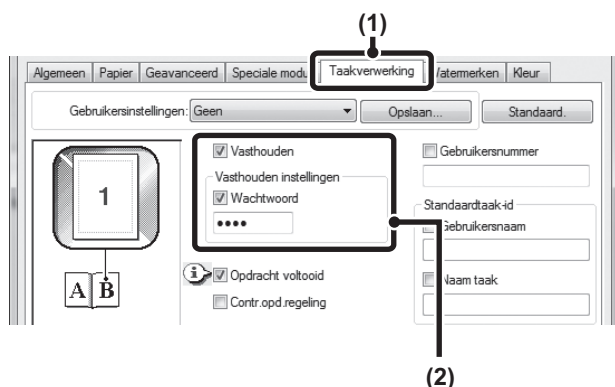 (1)
Algemeen Papier Geavanceerd Speciale modu Taakverwerking Vatermerken Kleur
Gebruikersinstellingen: Geen Opslaan... Standaard.
Vasthouden
Vasthouden instellingen
Wachtwoord
••••
Opdracht voltooid
Contr.opd.regeling
Gebruikersnummer
Standaardtaak-id
Gebruikersnaam
Naam taak
1
A B
(2)